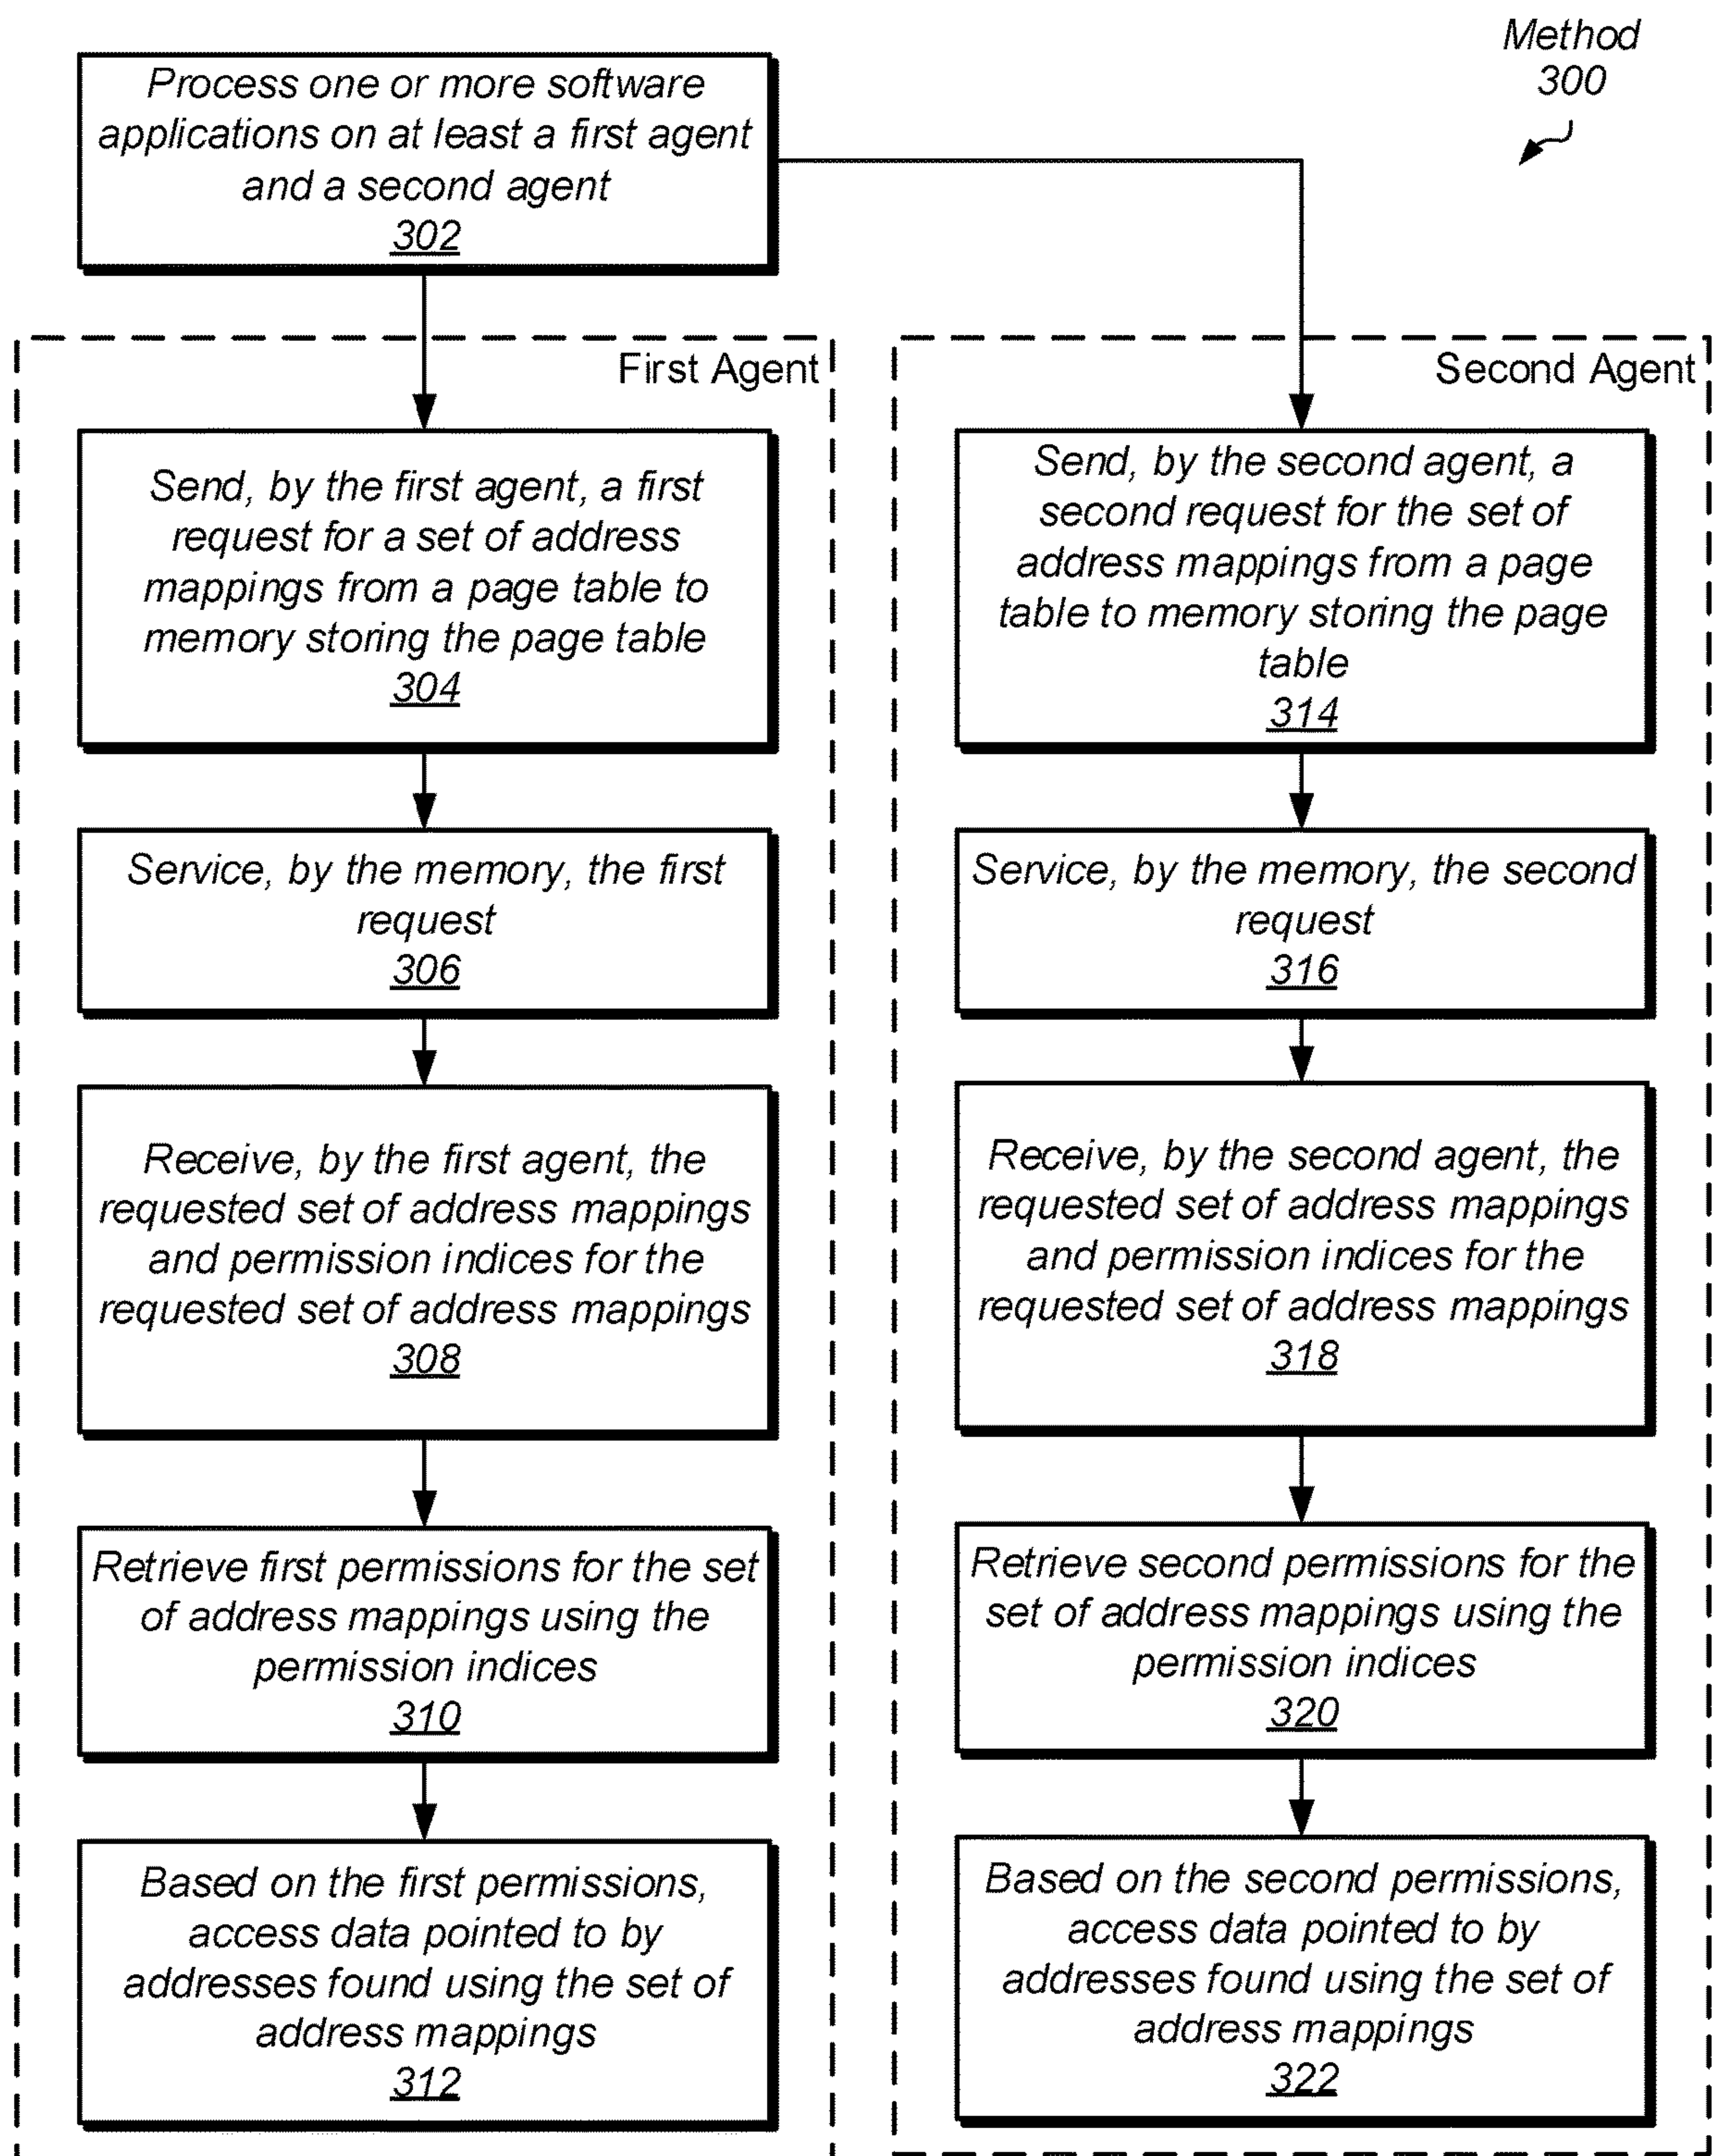 Method
300
Process one or more software
applications on at least a first agent
and a second agent
302
First Agent
Send, by the first agent, a first
request for a set of address
mappings from a page table to
memory storing the page table
304
Service, by the memory, the first
request
306
Receive, by the first agent, the
requested set of address mappings
and permission indices for the
requested set of address mappings
308
Retrieve first permissions for the set
of address mappings using the
permission indices
310
Based on the first permissions,
access data pointed to by
addresses found using the set of
address mappings
312
Second Agent
Send, by the second agent, a
second request for the set of
address mappings from a page
table to memory storing the page
table
314
Service, by the memory, the second
request
316
Receive, by the second agent, the
requested set of address mappings
and permission indices for the
requested set of address mappings
318
Retrieve second permissions for the
set of address mappings using the
permission indices
320
Based on the second permissions,
access data pointed to by
addresses found using the set of
address mappings
322